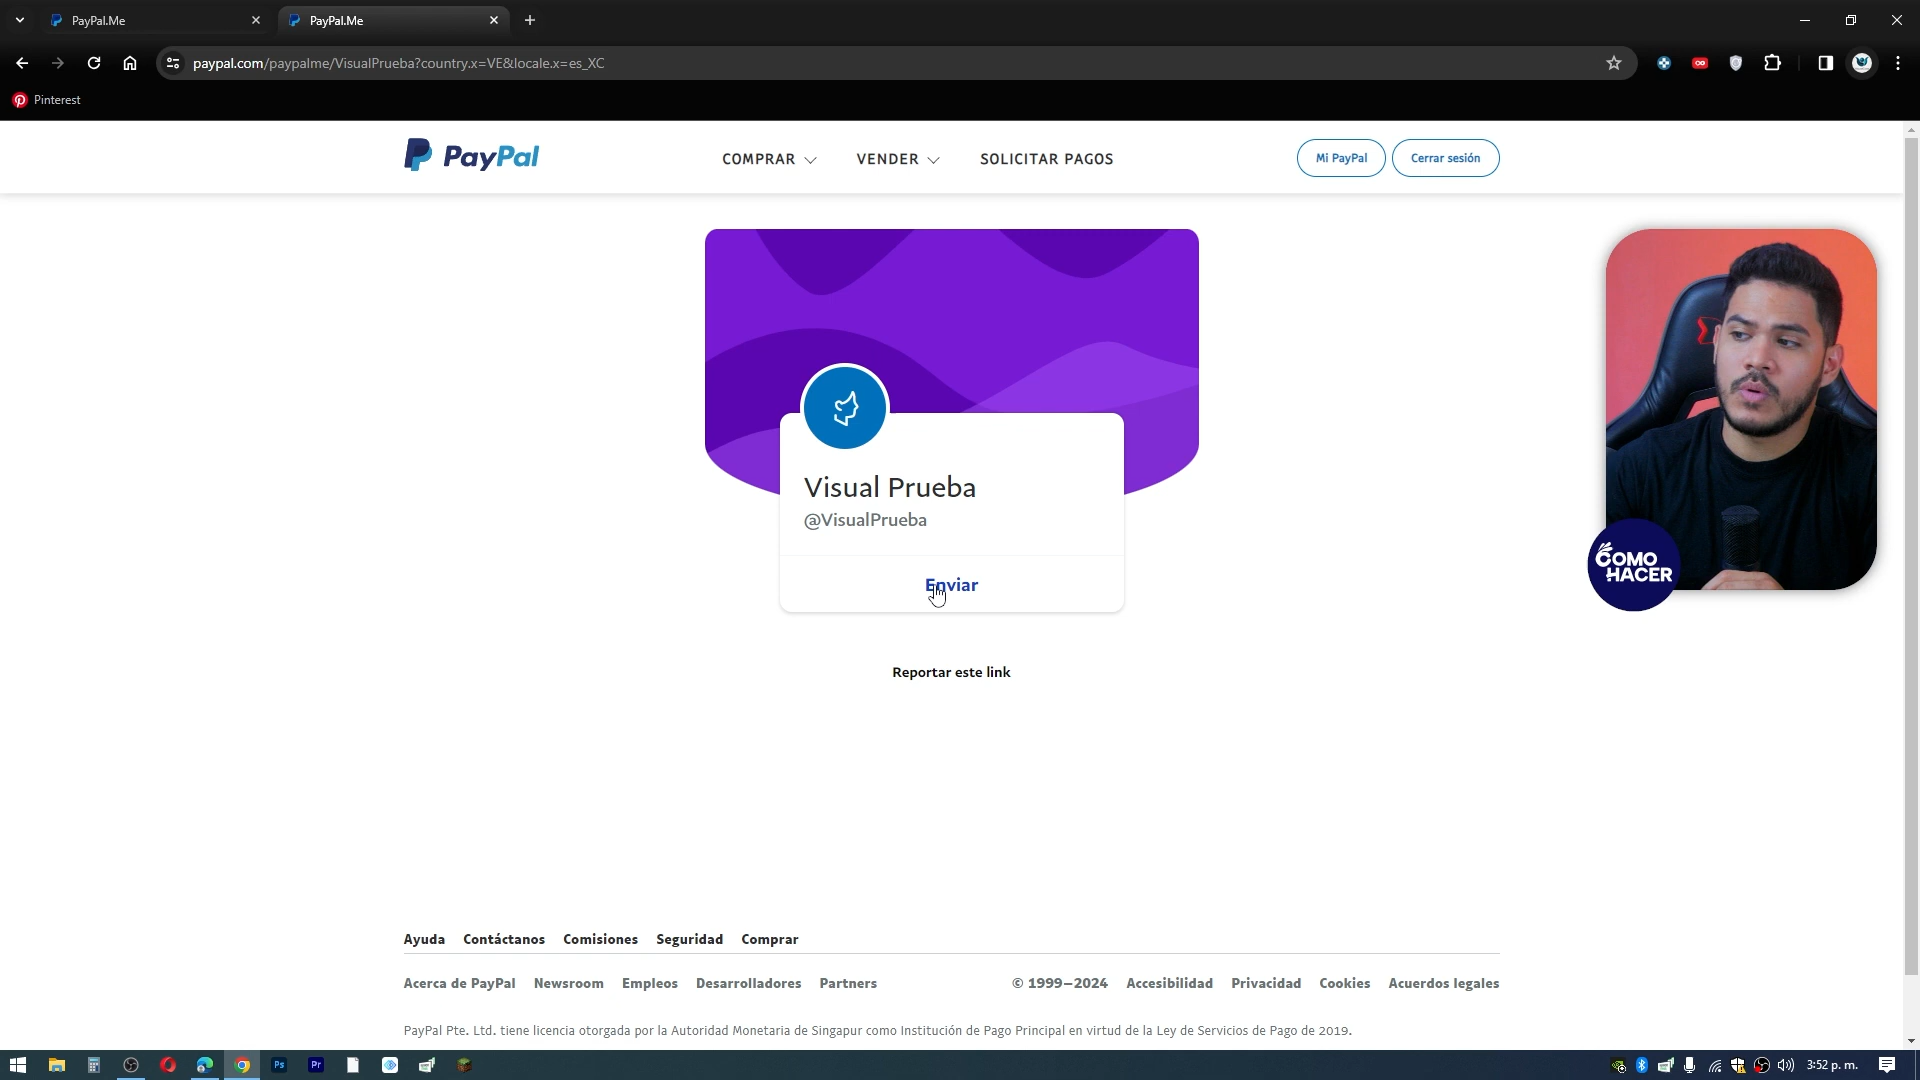 PayPal.Me
PayPal.Me
paypal.com/paypalme/VisualPrueba?country.x=VE&locale.x=es_XC
Pinterest
PayPal
COMPRAR
VENDER
SOLICITAR PAGOS
Mi PayPal
Cerrar sesión
Visual Prueba
@VisualPrueba
Enviar
COMO
HACER
Reportar este link
Ayuda Contáctanos Comisiones Seguridad Comprar
Acerca de PayPal Newsroom Empleos Desarrolladores Partners
© 1999–2024 Accesibilidad Privacidad Cookies Acuerdos legales
PayPal Pte. Ltd. tiene licencia otorgada por la Autoridad Monetaria de Singapur como Institución de Pago Principal en virtud de la Ley de Servicios de Pago de 2019.
Ps
Pr
3:52 p. m.